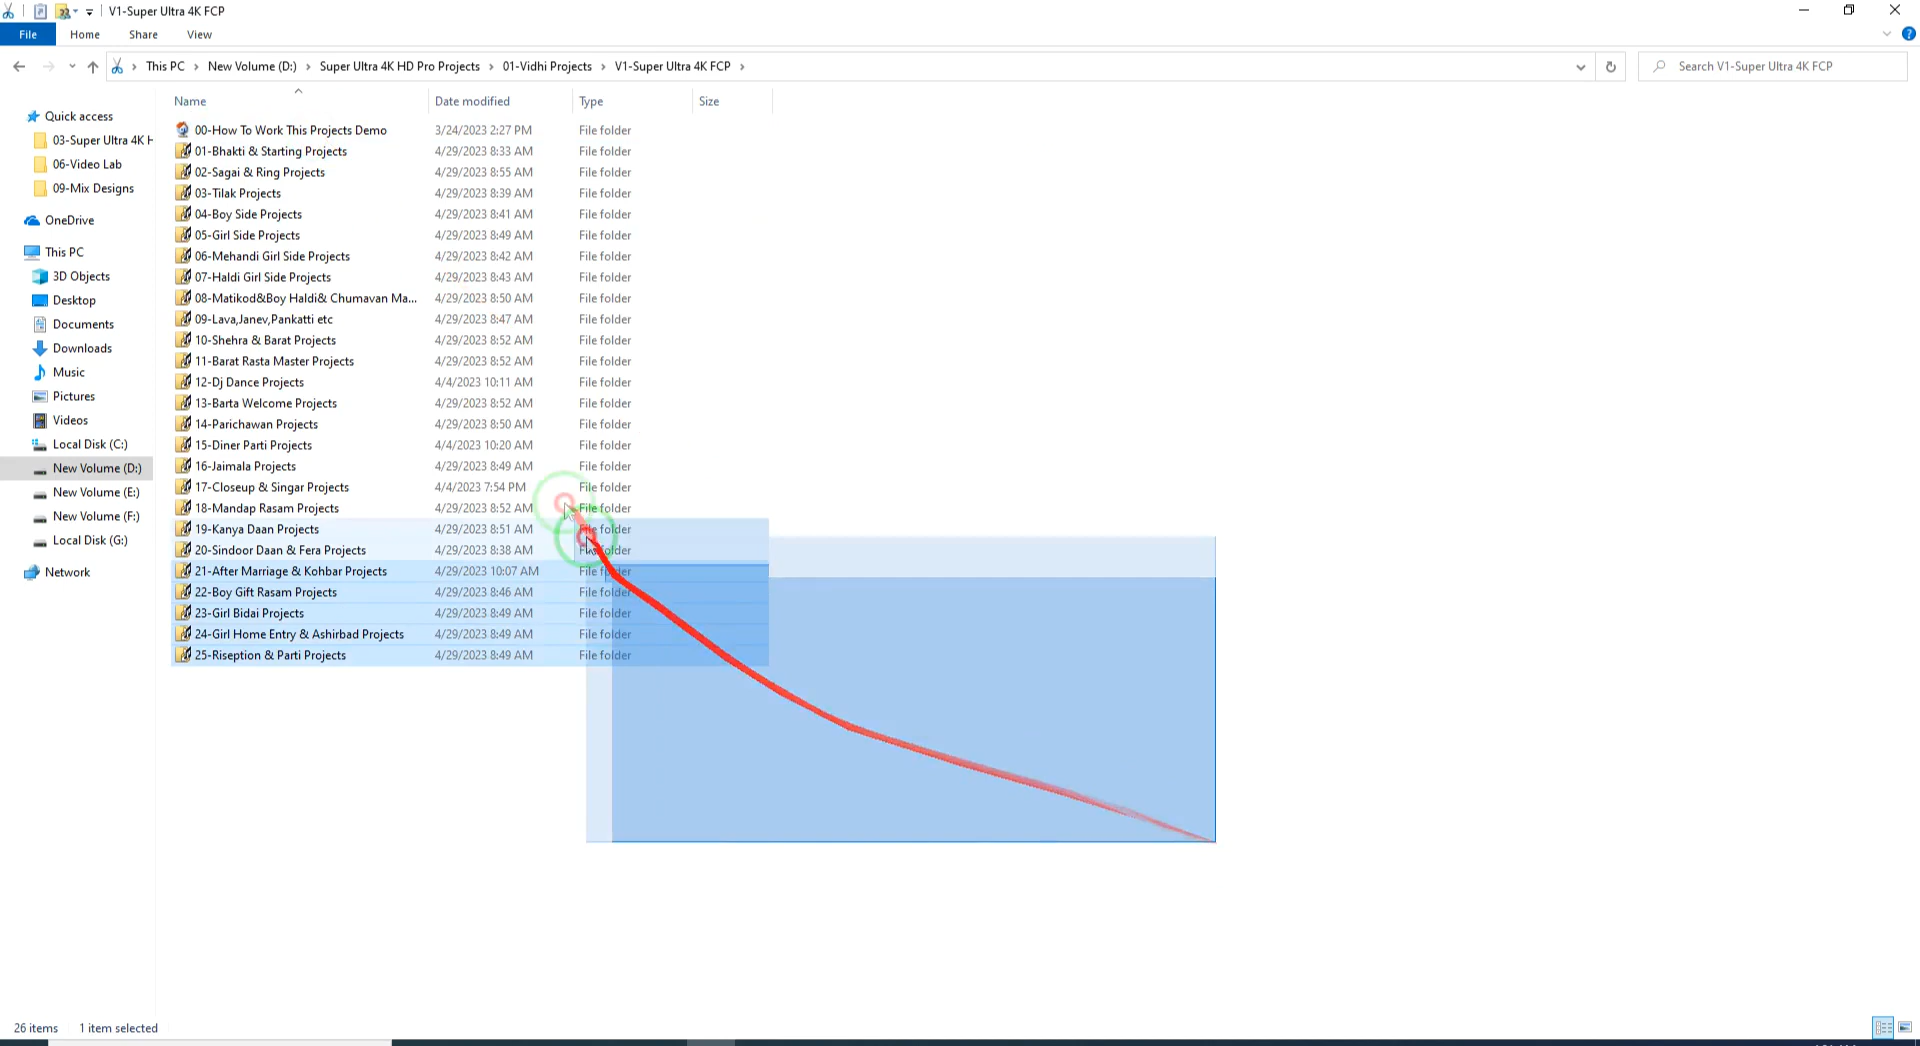 V1-Super Ultra 4K FCP
File Home Share View
This PC New Volume (D:) Super Ultra 4K HD Pro Projects 01-Vidhi Projects V1-Super Ultra 4K FCP
Search V1-Super Ultra 4K FCP
Quick access
03-Super Ultra 4K H
06-Video Lab
09-Mix Designs
OneDrive
This PC
3D Objects
Desktop
Documents
Downloads
Music
Pictures
Videos
Local Disk (C:)
New Volume (D:)
New Volume (E:)
New Volume (F:)
Local Disk (G:)
Network
Name Date modified Type Size
00-How To Work This Projects Demo 3/24/2023 2:27 PM File folder
01-Bhakti & Starting Projects 4/29/2023 8:33 AM File folder
02-Sagai & Ring Projects 4/29/2023 8:55 AM File folder
03-Tilak Projects 4/29/2023 8:39 AM File folder
04-Boy Side Projects 4/29/2023 8:41 AM File folder
05-Girl Side Projects 4/29/2023 8:49 AM File folder
06-Mehandi Girl Side Projects 4/29/2023 8:42 AM File folder
07-Haldi Girl Side Projects 4/29/2023 8:43 AM File folder
08-Matikod&Boy Haldi& Chumavan Ma... 4/29/2023 8:50 AM File folder
09-Lava,Janev,Pankatti etc 4/29/2023 8:47 AM File folder
10-Shehra & Barat Projects 4/29/2023 8:52 AM File folder
11-Barat Rasta Master Projects 4/29/2023 8:52 AM File folder
12-Dj Dance Projects 4/4/2023 10:11 AM File folder
13-Barta Welcome Projects 4/29/2023 8:52 AM File folder
14-Parichawan Projects 4/29/2023 8:50 AM File folder
15-Diner Parti Projects 4/4/2023 10:20 AM File folder
16-Jaimala Projects 4/29/2023 8:49 AM File folder
17-Closeup & Singar Projects 4/4/2023 7:54 PM File folder
18-Mandap Rasam Projects 4/29/2023 8:52 AM File folder
19-Kanya Daan Projects 4/29/2023 8:51 AM File folder
20-Sindoor Daan & Fera Projects 4/29/2023 8:38 AM File folder
21-After Marriage & Kohbar Projects 4/29/2023 10:07 AM File folder
22-Boy Gift Rasam Projects 4/29/2023 8:46 AM File folder
23-Girl Bidai Projects 4/29/2023 8:49 AM File folder
24-Girl Home Entry & Ashirbad Projects 4/29/2023 8:49 AM File folder
25-Riseption & Parti Projects 4/29/2023 8:49 AM File folder
26 items 1 item selected